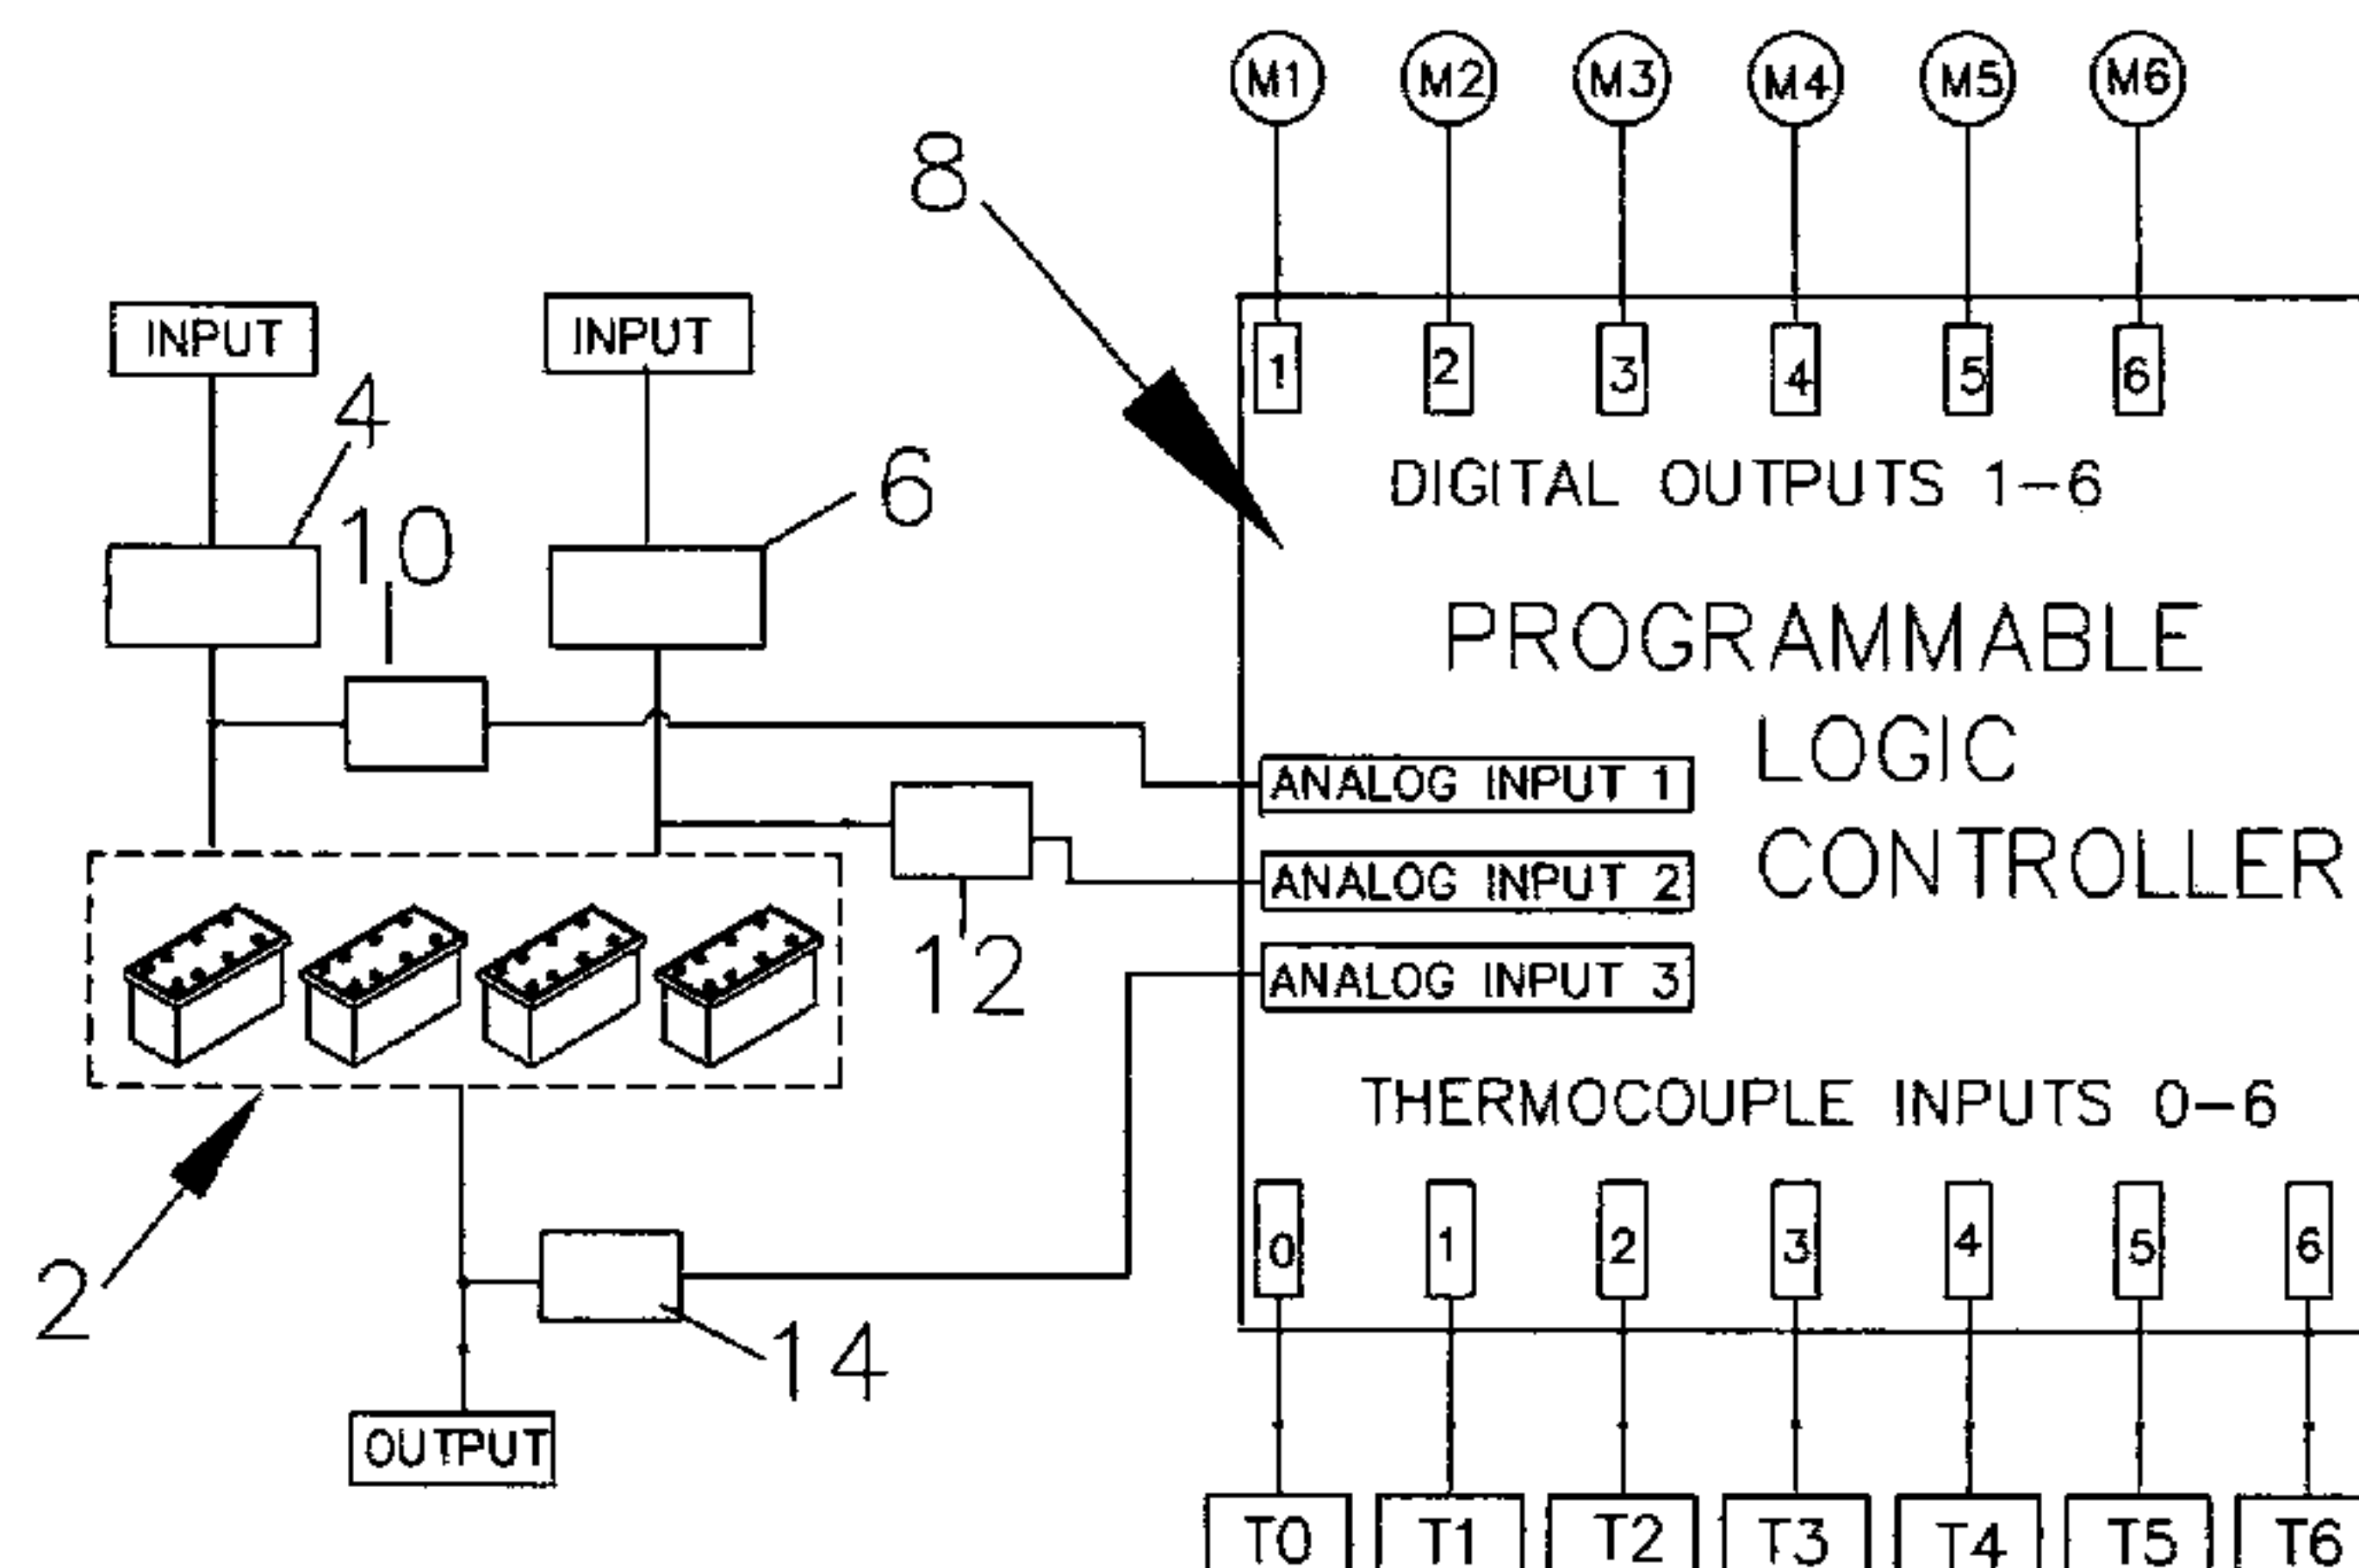 M1 M2 M3 M4 M5 M6
8
INPUT INPUT
1 2 3 4 5 6
4
6
DIGITAL OUTPUTS 1-6
10
PROGRAMMABLE
LOGIC
CONTROLLER
ANALOG INPUT 1
ANALOG INPUT 2
ANALOG INPUT 3
12
THERMOCOUPLE INPUTS 0-6
0 1 2 3 4 5 6
2
14
OUTPUT
T0 T1 T2 T3 T4 T5 T6